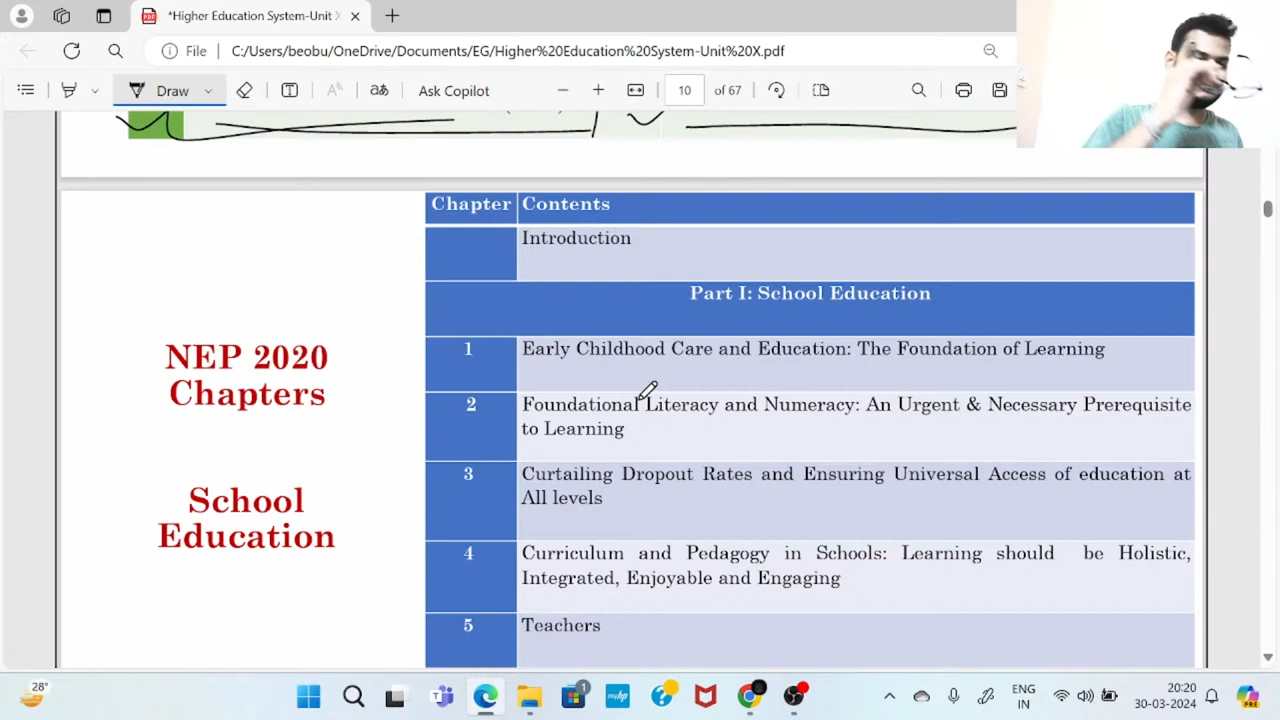 *Higher Education System-Unit X
File
C:/Users/beobu/OneDrive/Documents/EG/Higher%20Education%20System-Unit%20X.pdf
Draw
Ask Copilot
10 of 67
Chapter Contents
Introduction
Part I: School Education
1 Early Childhood Care and Education: The Foundation of Learning
2 Foundational Literacy and Numeracy: An Urgent & Necessary Prerequisite
to Learning
3 Curtailing Dropout Rates and Ensuring Universal Access of education at
All levels
4 Curriculum and Pedagogy in Schools: Learning should be Holistic,
Integrated, Enjoyable and Engaging
5 Teachers
NEP 2020
Chapters
School
Education
28°
ENG
IN
20:20
30-03-2024